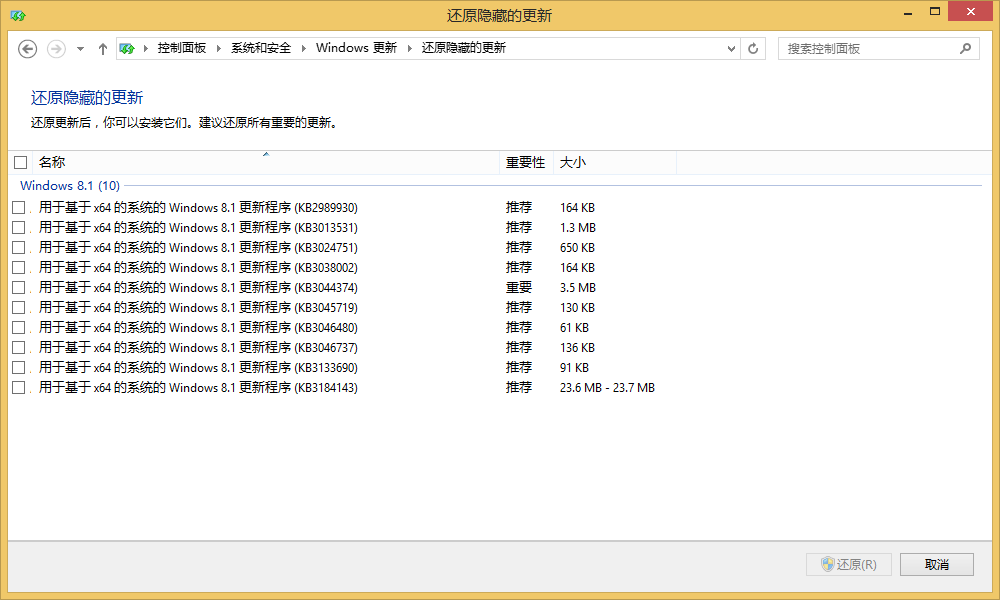 还原隐藏的更新
控制面板 系统和安全 Windows 更新 还原隐藏的更新 搜索控制面板
还原隐藏的更新
还原更新后，你可以安装它们。建议还原所有重要的更新。
名称 重要性 大小
Windows 8.1 (10)
用于基于 x64 的系统的 Windows 8.1 更新程序 (KB2989930) 推荐 164 KB
用于基于 x64 的系统的 Windows 8.1 更新程序 (KB3013531) 推荐 1.3 MB
用于基于 x64 的系统的 Windows 8.1 更新程序 (KB3024751) 推荐 650 KB
用于基于 x64 的系统的 Windows 8.1 更新程序 (KB3038002) 推荐 164 KB
用于基于 x64 的系统的 Windows 8.1 更新程序 (KB3044374) 重要 3.5 MB
用于基于 x64 的系统的 Windows 8.1 更新程序 (KB3045719) 推荐 130 KB
用于基于 x64 的系统的 Windows 8.1 更新程序 (KB3046480) 推荐 61 KB
用于基于 x64 的系统的 Windows 8.1 更新程序 (KB3046737) 推荐 136 KB
用于基于 x64 的系统的 Windows 8.1 更新程序 (KB3133690) 推荐 91 KB
用于基于 x64 的系统的 Windows 8.1 更新程序 (KB3184143) 推荐 23.6 MB - 23.7 MB
还原(R) 取消